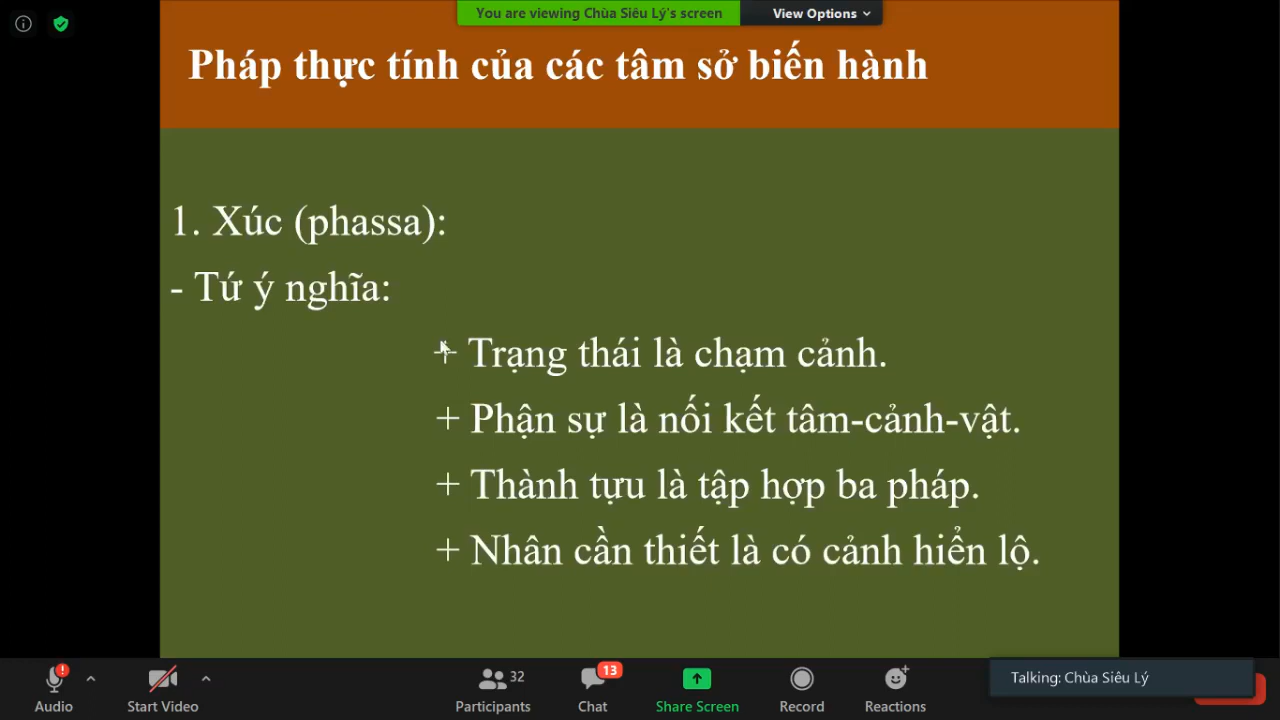 You are viewing Chùa Siêu Lý's screen
View Options
Pháp thực tính của các tâm sở biến hành
1. Xúc (phassa):
- Tứ ý nghĩa:
+ Trạng thái là chạm cảnh.
+ Phận sự là nối kết tâm-cảnh-vật.
+ Thành tựu là tập hợp ba pháp.
+ Nhân cần thiết là có cảnh hiển lộ.
Talking: Chùa Siêu Lý
32
13
Audio
Start Video
Participants
Chat
Share Screen
Record
Reactions